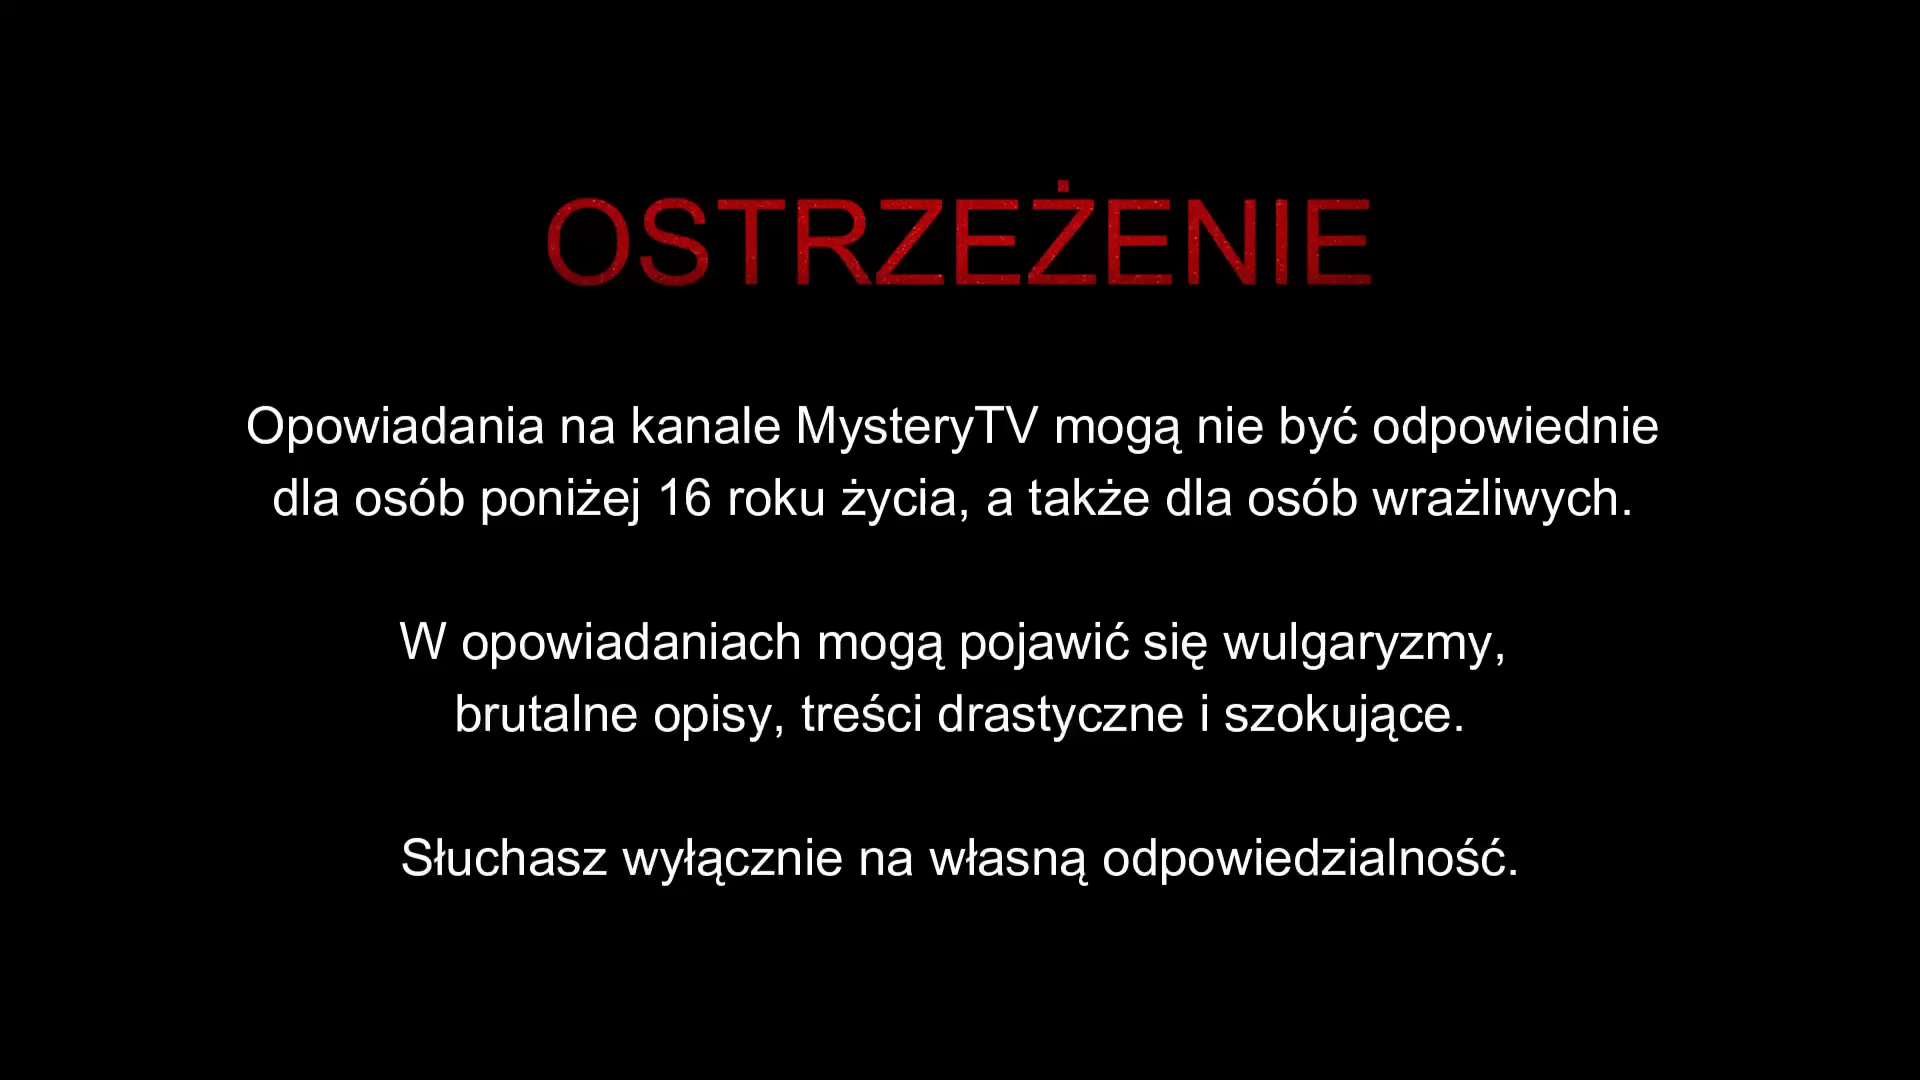 OSTRZEŻENIE
Opowiadania na kanale MysteryTV mogą nie być odpowiednie
dla osób poniżej 16 roku życia, a także dla osób wrażliwych.
W opowiadaniach mogą pojawić się wulgaryzmy,
brutalne opisy, treści drastyczne i szokujące.
Słuchasz wyłącznie na własną odpowiedzialność.